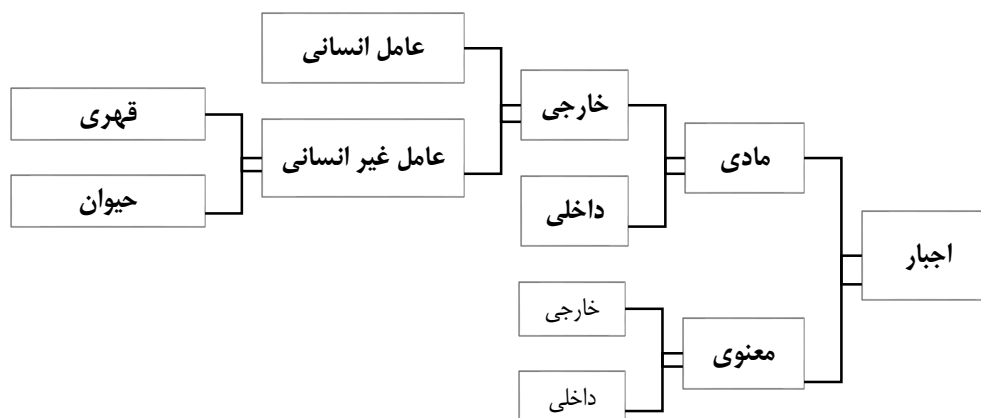 اجبار
مادی
معنوی
خارجی
داخلی
خارجی
داخلی
عامل انسانی
عامل غیر انسانی
قهری
حیوان